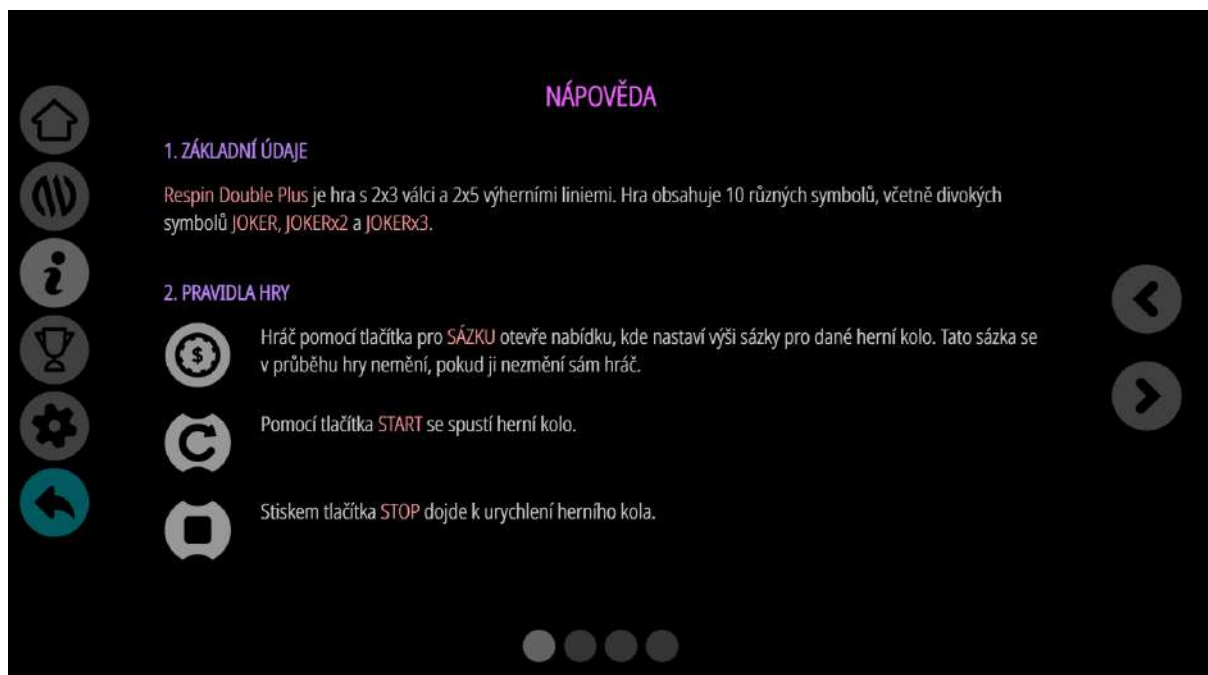 NÁPOVĚDA
1. ZÁKLADNÍ ÚDAJE
Respin Double Plus je hra s 2x3 válci a 2x5 výherními liniemi. Hra obsahuje 10 různých symbolů, včetně divokých
symbolů JOKER, JOKERx2 a JOKERx3.
2. PRAVIDLA HRY
Hráč pomocí tlačítka pro SÁZKU otevře nabídku, kde nastaví výši sázky pro dané herní kolo. Tato sázka se
v průběhu hry nemění, pokud ji nezmění sám hráč.
Pomocí tlačítka START se spustí herní kolo.
Stiskem tlačítka STOP dojde k urychlení herního kola.